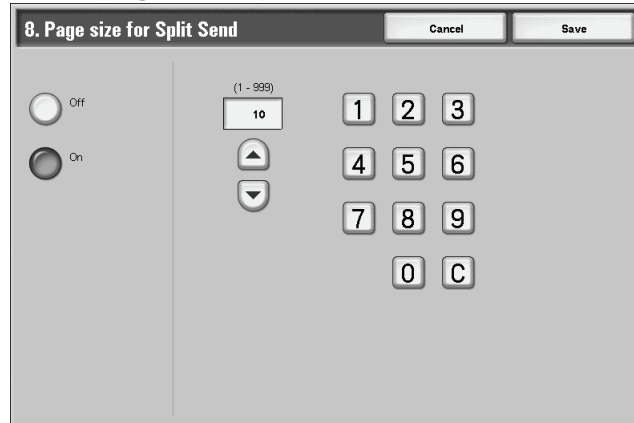 8. Page size for Split Send
Cancel
Save
Off
On
(1 - 999)
10
1 2 3
4 5 6
7 8 9
0 C